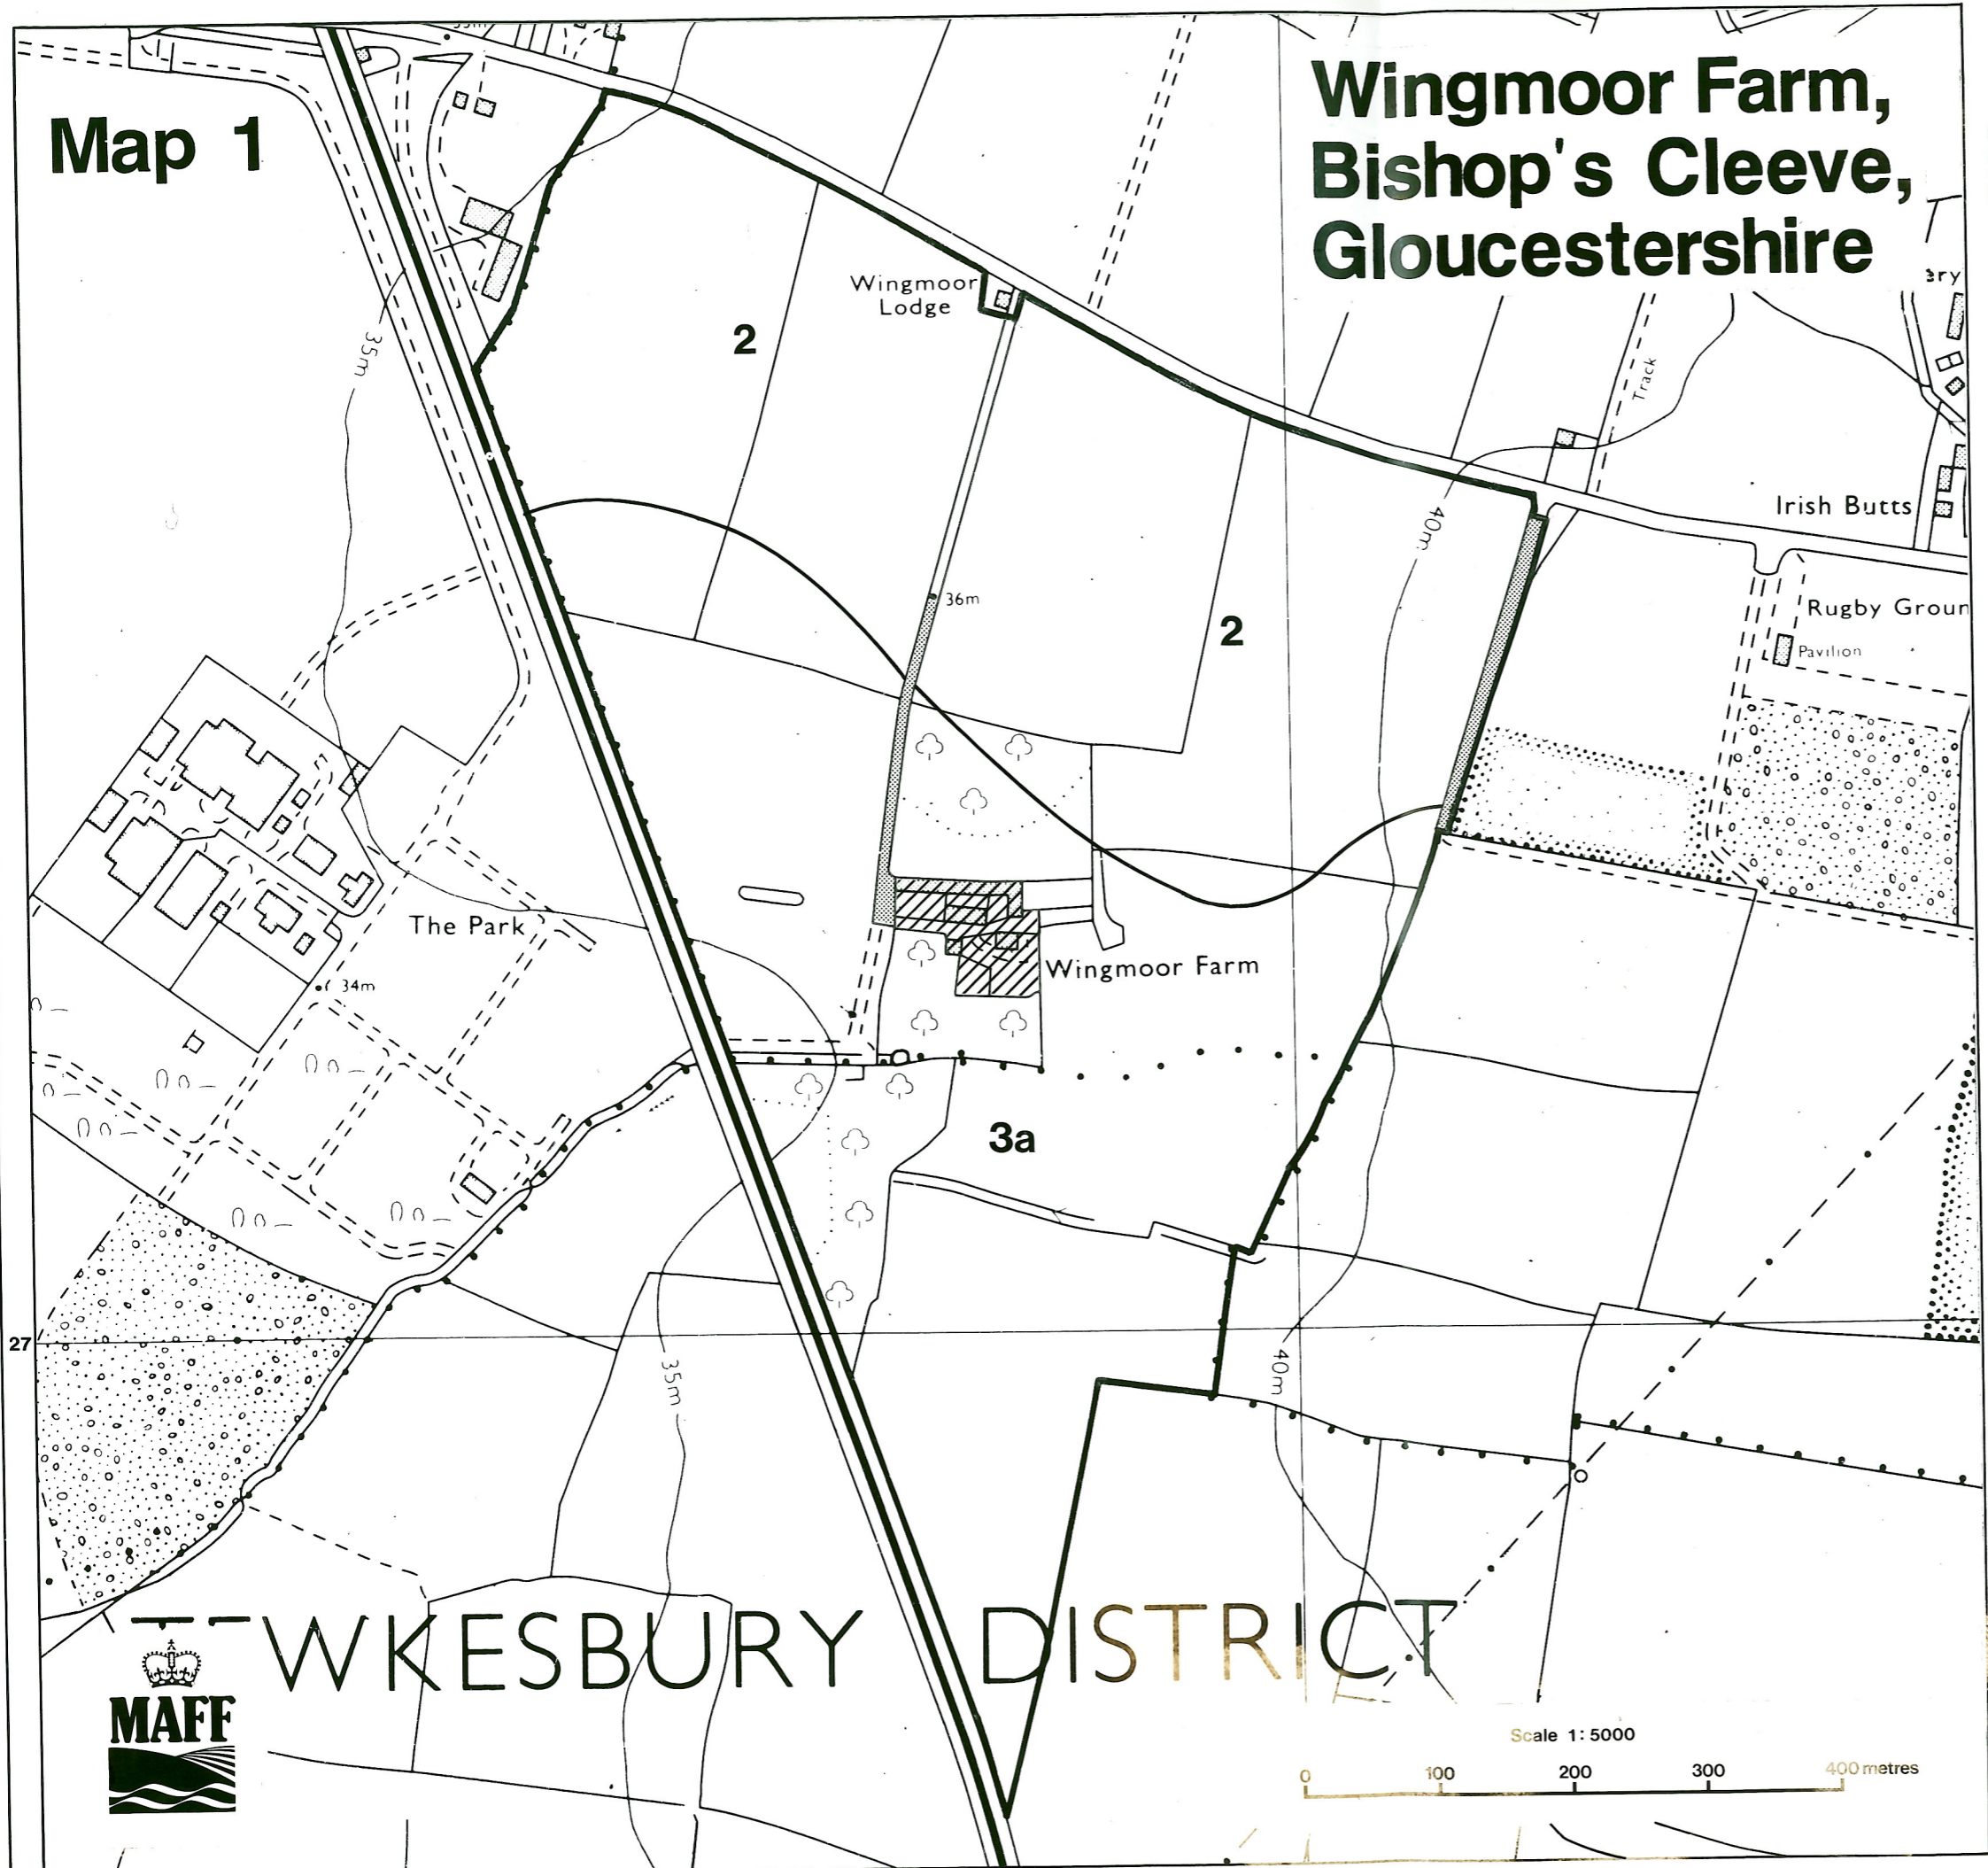 Map 1
Wingmoor Farm,
Bishop's Cleeve,
Gloucestershire
Wingmoor
Lodge
2
35m
Track
40m
Irish Butts
36m
2
Rugby Groun
Pavilion
The Park
Wingmoor Farm
34m
3a
27
35m
40m
WKESBURY DISTRICT
MAFF
Scale 1:5000
0 100 200 300 400 metres